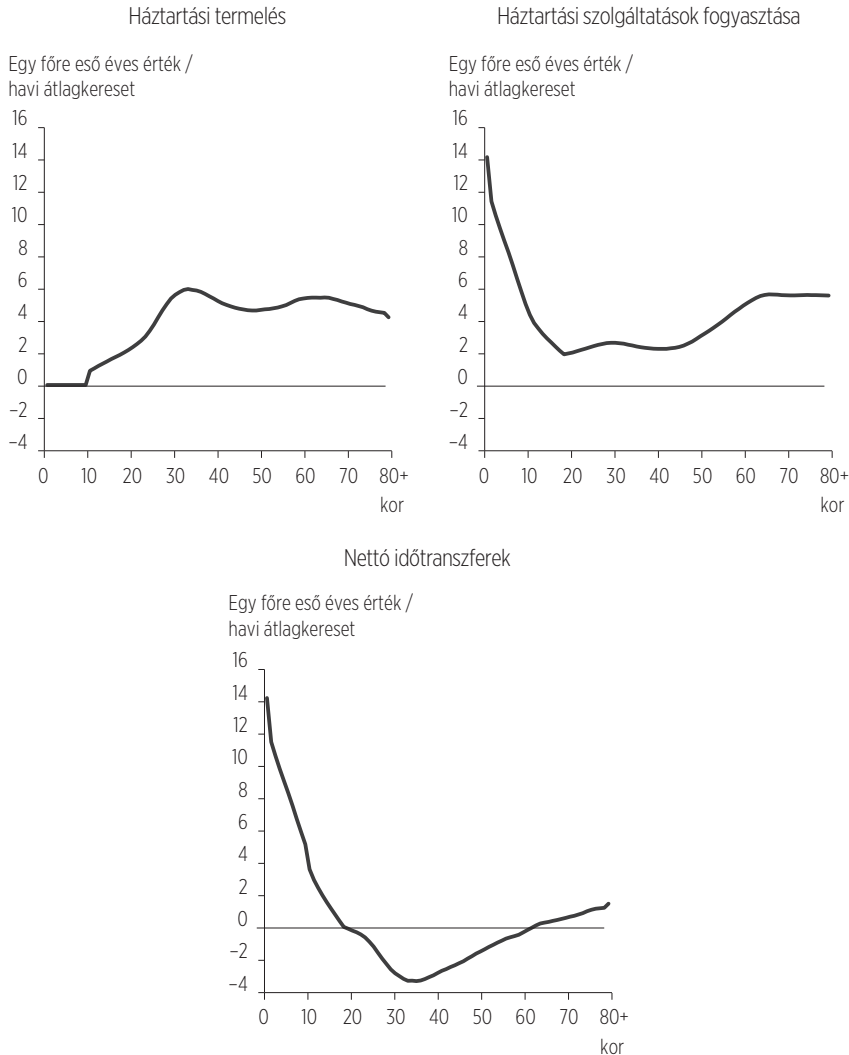 Háztartási termelés
Egy főre eső éves érték /
havi átlagkereset
16
14
12
10
8
6
4
2
0
–2
–4
0 10 20 30 40 50 60 70 80+
kor
Háztartási szolgáltatások fogyasztása
Egy főre eső éves érték /
havi átlagkereset
16
14
12
10
8
6
4
2
0
–2
–4
0 10 20 30 40 50 60 70 80+
kor
Nettó időtranszferek
Egy főre eső éves érték /
havi átlagkereset
16
14
12
10
8
6
4
2
0
–2
–4
0 10 20 30 40 50 60 70 80+
kor